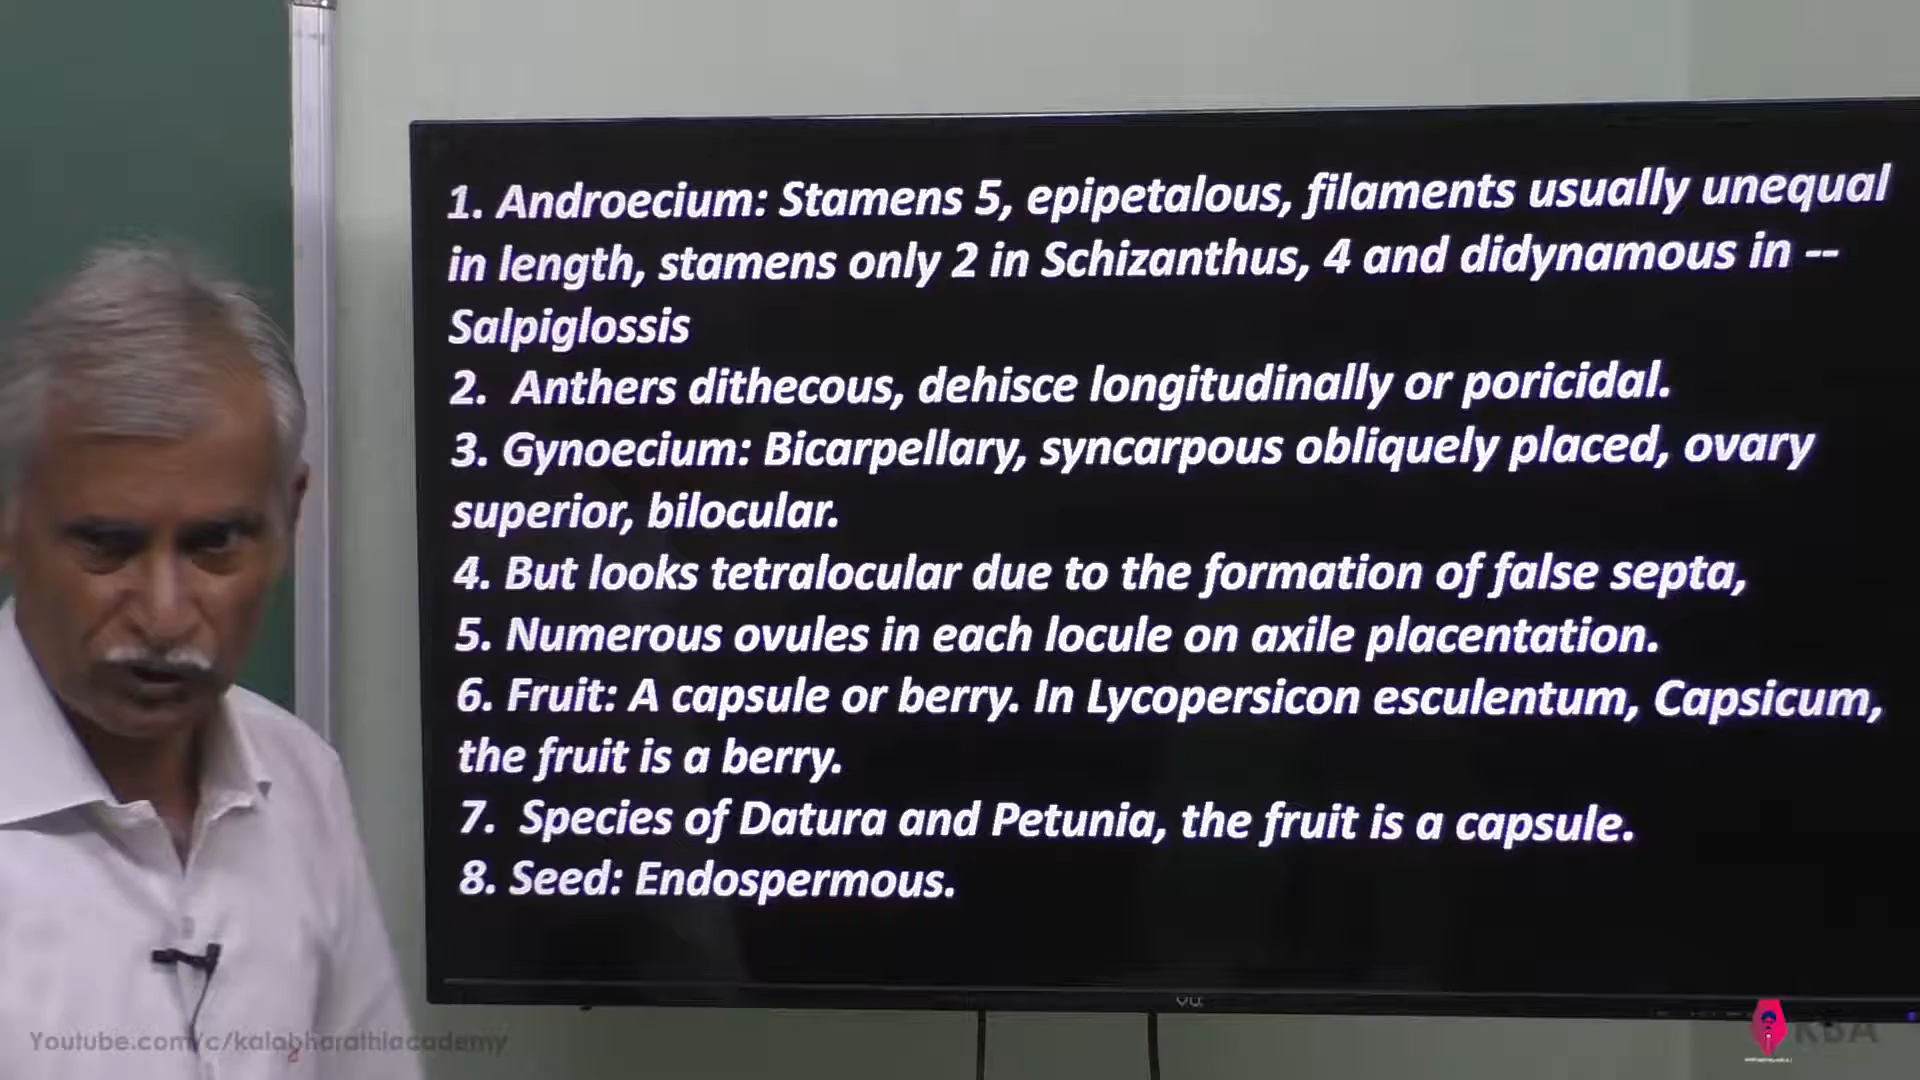 1. Androecium: Stamens 5, epipetalous, filaments usually unequal
in length, stamens only 2 in Schizanthus, 4 and didynamous in --
Salpiglossis
2. Anthers dithecous, dehisce longitudinally or poricidal.
3. Gynoecium: Bicarpellary, syncarpous obliquely placed, ovary
superior, bilocular.
4. But looks tetralocular due to the formation of false septa,
5. Numerous ovules in each locule on axile placentation.
6. Fruit: A capsule or berry. In Lycopersicon esculentum, Capsicum,
the fruit is a berry.
7. Species of Datura and Petunia, the fruit is a capsule.
8. Seed: Endospermous.
Youtube.com/c/kalabharathiacademy
KBA